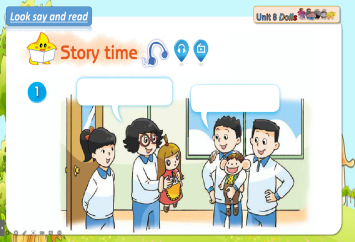 Look say and read
Unit 8 Dolls
Story time
1